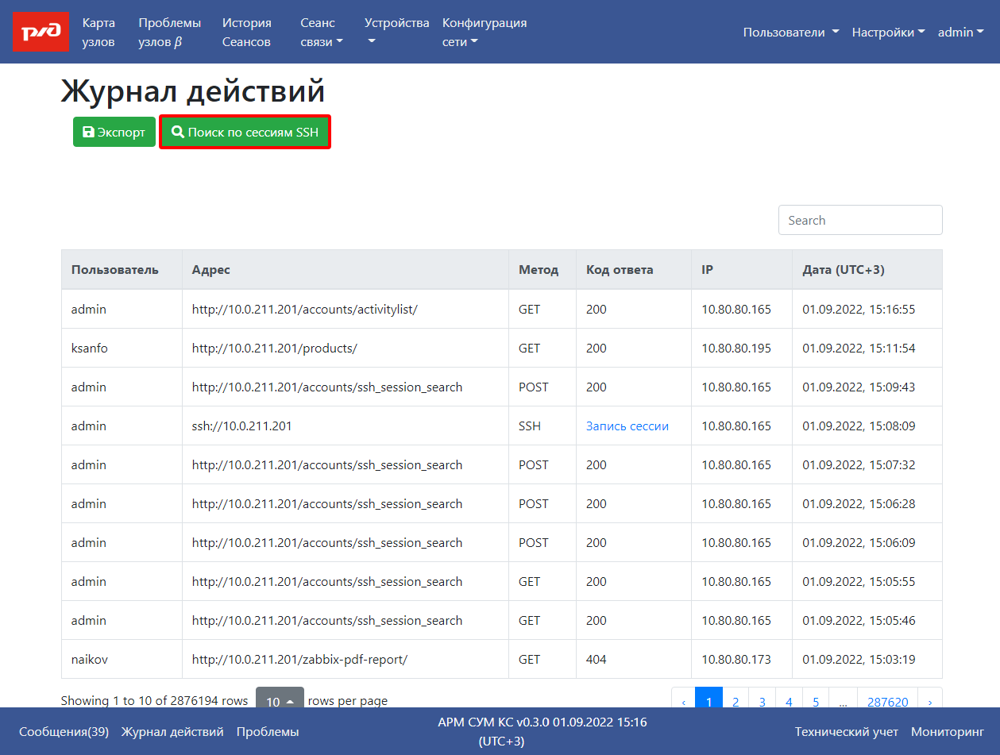 ржд
Карта узлов
Проблемы узлов β
История Сеансов
Сеанс связи
Устройства
Конфигурация сети
Пользователи
Настройки
admin
Журнал действий
Экспорт
Поиск по сессиям SSH
Search
Пользователь Адрес Метод Код ответа IP Дата (UTC+3)
admin http://10.0.211.201/accounts/activitylist/ GET 200 10.80.80.165 01.09.2022, 15:16:55
ksanfo http://10.0.211.201/products/ GET 200 10.80.80.195 01.09.2022, 15:11:54
admin http://10.0.211.201/accounts/ssh_session_search POST 200 10.80.80.165 01.09.2022, 15:09:43
admin ssh://10.0.211.201 SSH Запись сессии 10.80.80.165 01.09.2022, 15:08:09
admin http://10.0.211.201/accounts/ssh_session_search POST 200 10.80.80.165 01.09.2022, 15:07:32
admin http://10.0.211.201/accounts/ssh_session_search POST 200 10.80.80.165 01.09.2022, 15:06:28
admin http://10.0.211.201/accounts/ssh_session_search POST 200 10.80.80.165 01.09.2022, 15:06:09
admin http://10.0.211.201/accounts/ssh_session_search GET 200 10.80.80.165 01.09.2022, 15:05:55
admin http://10.0.211.201/accounts/ssh_session_search GET 200 10.80.80.165 01.09.2022, 15:05:46
naikov http://10.0.211.201/zabbix-pdf-report/ GET 404 10.80.80.173 01.09.2022, 15:03:19
Showing 1 to 10 of 2876194 rows 10 rows per page ‹ 1 2 3 4 5 ... 287620 ›
Сообщения(39) Журнал действий Проблемы
АРМ СУМ КС v0.3.0 01.09.2022 15:16
(UTC+3)
Технический учет Мониторинг